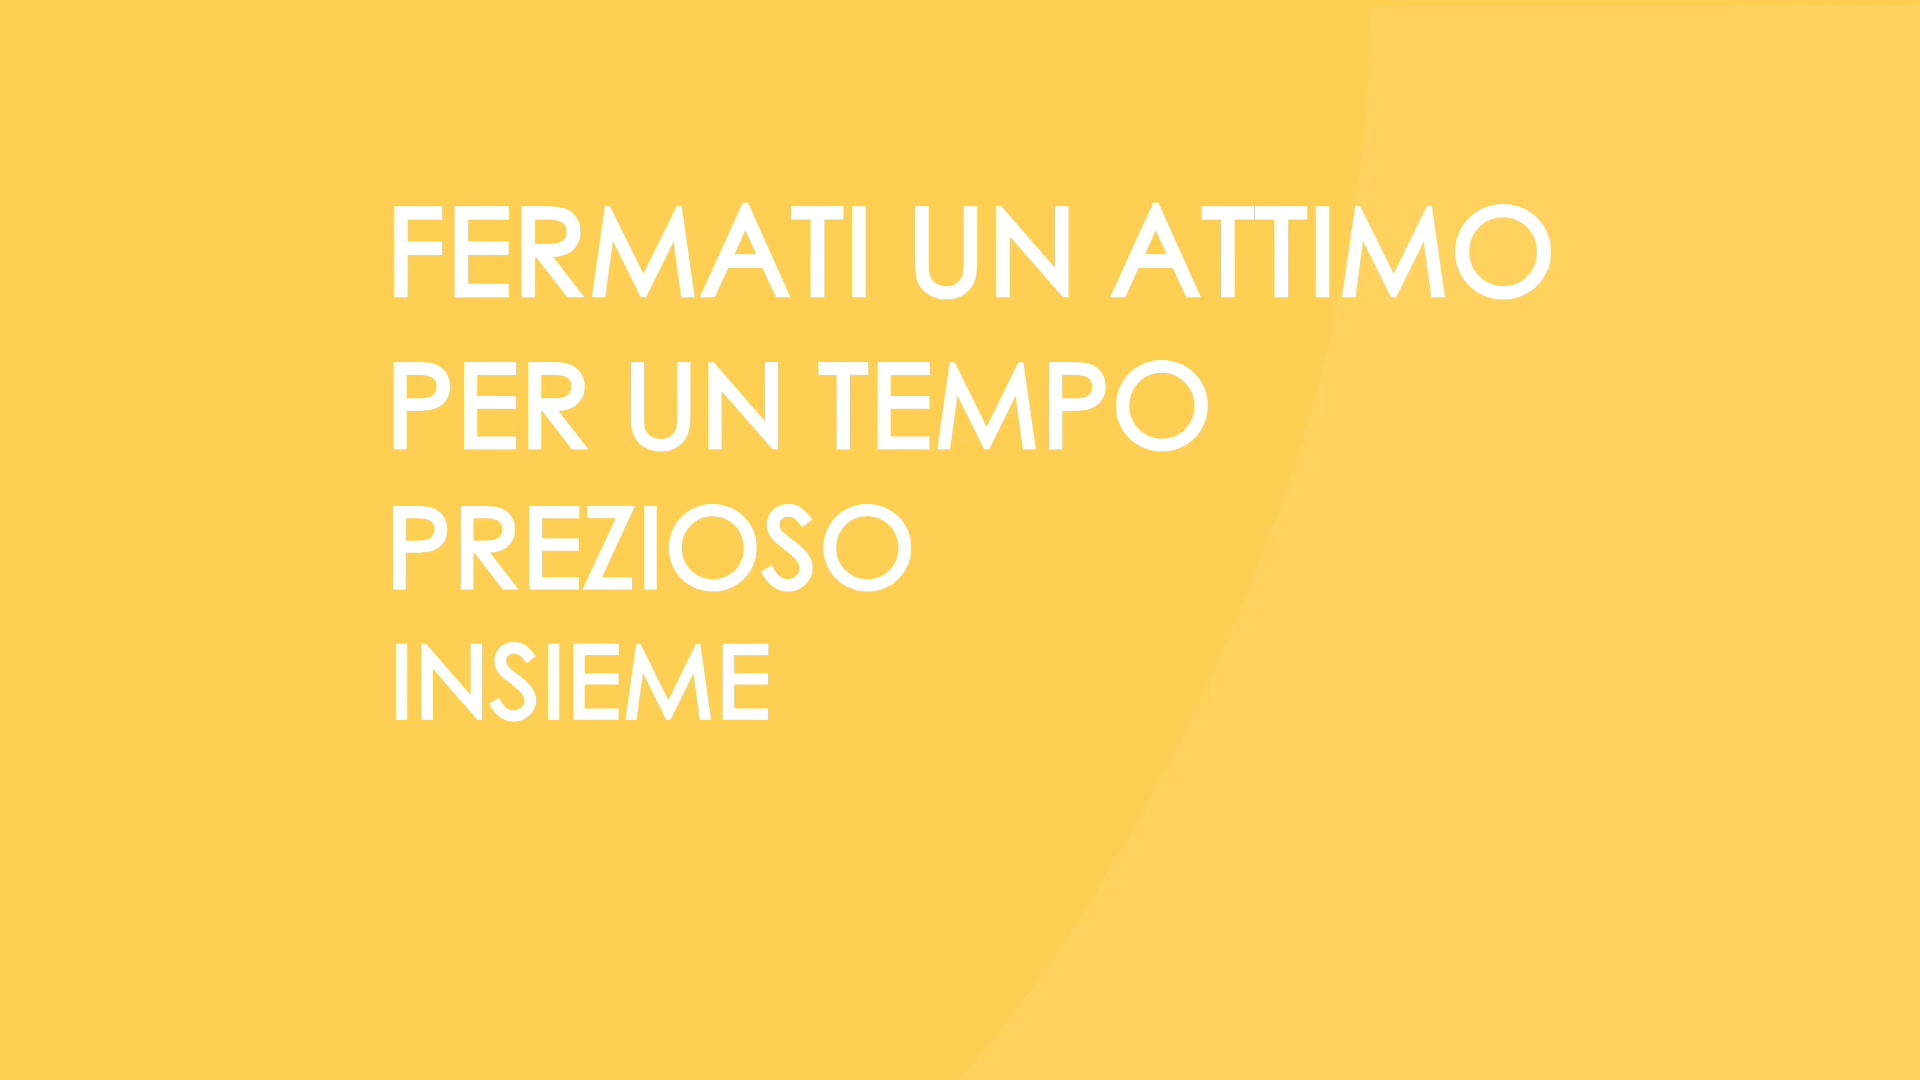 FERMATI UN ATTIMO
PER UN TEMPO
PREZIOSO
INSIEME